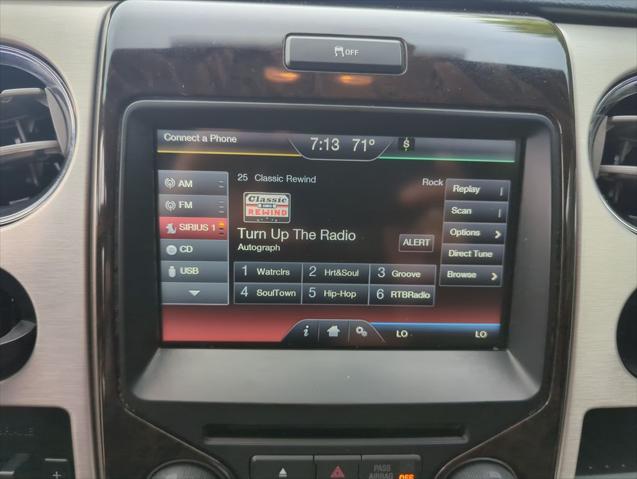 OFF
Connect a Phone 7:13 71° $
25 Classic Rewind Rock
AM
FM
SIRIUS 1
CD
USB
Classic
REWIND
Turn Up The Radio
Autograph
ALERT
Replay
Scan
Options >
Direct Tune
Browse >
1 Watrclrs 2 Hrt&Soul 3 Groove
4 SoulTown 5 Hip-Hop 6 RTBRadio
i LO LO
PASS
AIRBAG OFF